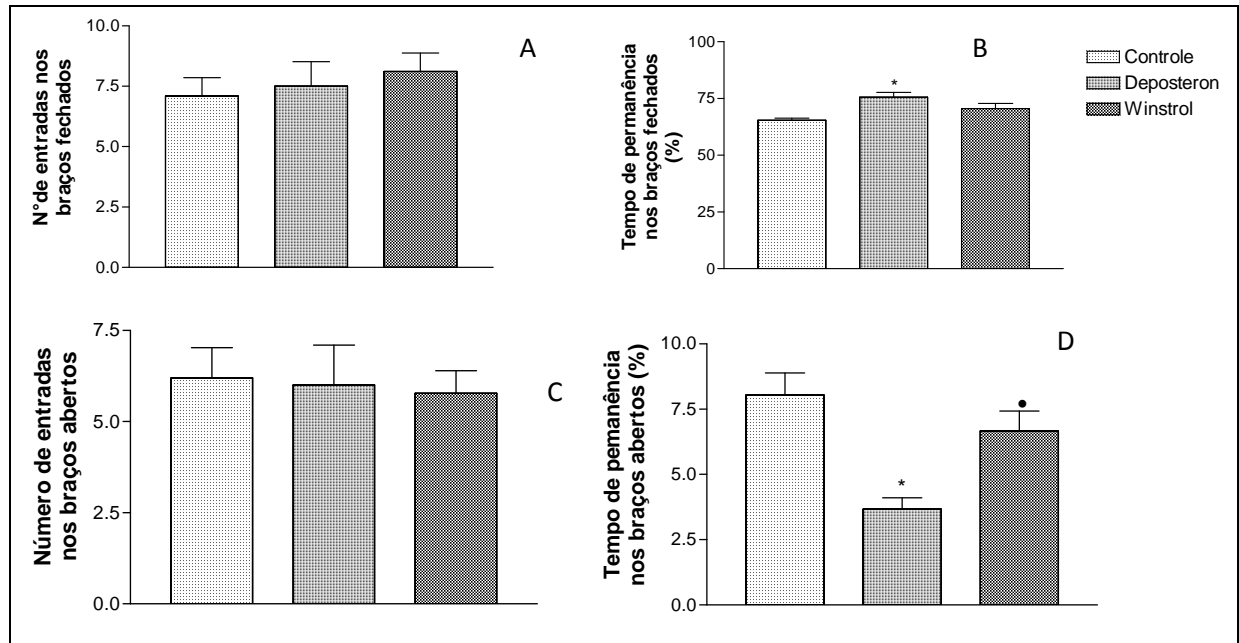 N°de entradas nos
braços fechados
10.0
7.5
5.0
2.5
0.0
A
Tempo de permanência
nos braços fechados
(%)
100
75
50
25
0
*
B
Controle
Deposteron
Winstrol
Número de entradas
nos braços abertos
7.5
5.0
2.5
0.0
C
Tempo de pemanência
nos braços abertos (%)
10.0
7.5
5.0
2.5
0.0
*
•
D